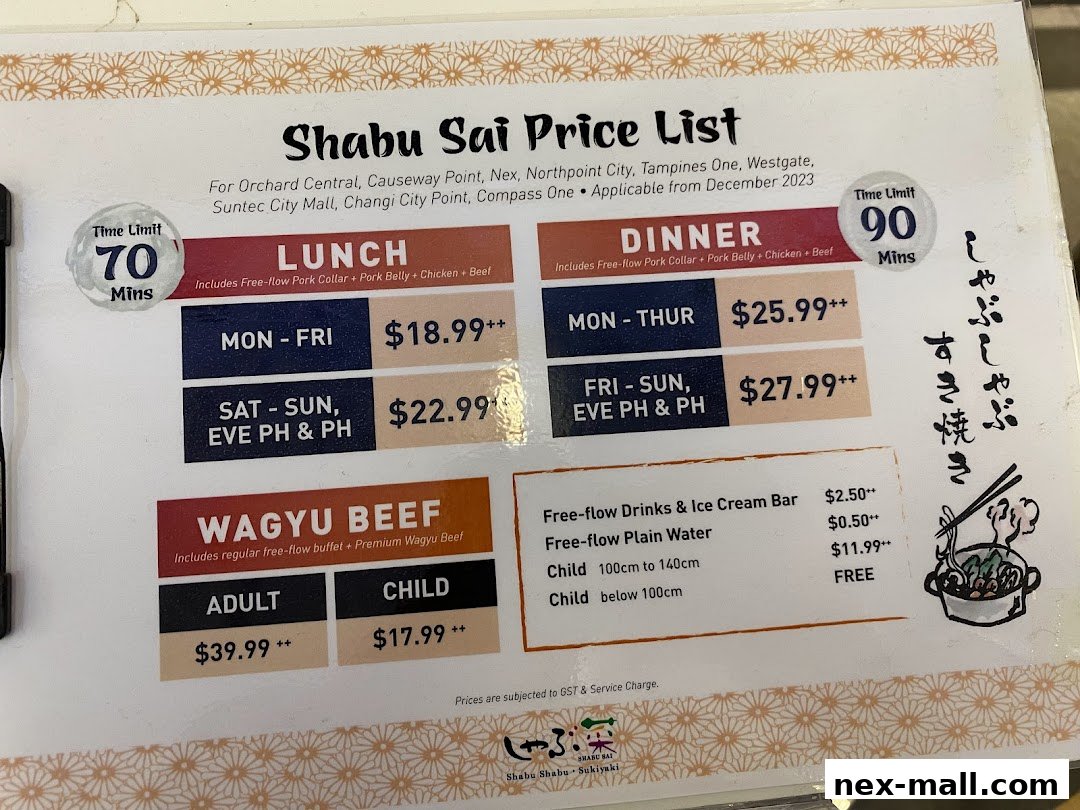 Shabu Sai Price List
For Orchard Central, Causeway Point, Nex, Northpoint City, Tampines One, Westgate,
Suntec City Mall, Changi City Point, Compass One • Applicable from December 2023
Time Limit
70
Mins
LUNCH
Includes Free-flow Pork Collar + Pork Belly + Chicken + Beef
MON - FRI
$18.99++
SAT - SUN,
EVE PH & PH
$22.99++
Time Limit
90
Mins
DINNER
Includes Free-flow Pork Collar + Pork Belly + Chicken + Beef
MON - THUR
$25.99++
FRI - SUN,
EVE PH & PH
$27.99++
しゃぶしゃぶ
すき焼き
WAGYU BEEF
Includes regular free-flow buffet + Premium Wagyu Beef
ADULT
$39.99 ++
CHILD
$17.99 ++
Free-flow Drinks & Ice Cream Bar $2.50++
Free-flow Plain Water $0.50++
Child 100cm to 140cm $11.99++
Child below 100cm FREE
Prices are subjected to GST & Service Charge.
しゃぶ菜
SHABU SAI
Shabu Shabu • Sukiyaki
nex-mall.com